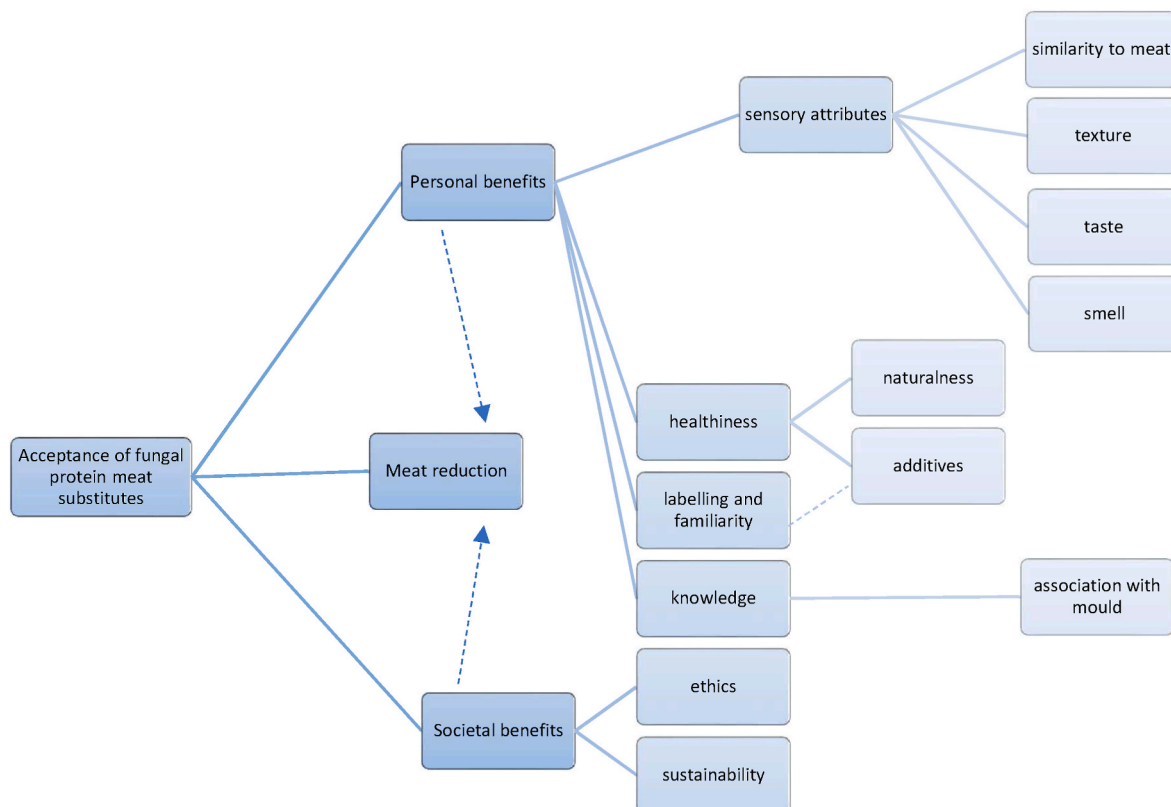 similarity to meat
sensory attributes
texture
Personal benefits
taste
smell
naturalness
healthiness
Acceptance of fungal
protein meat
substitutes
Meat reduction
additives
labelling and
familiarity
knowledge
association with
mould
ethics
Societal benefits
sustainability